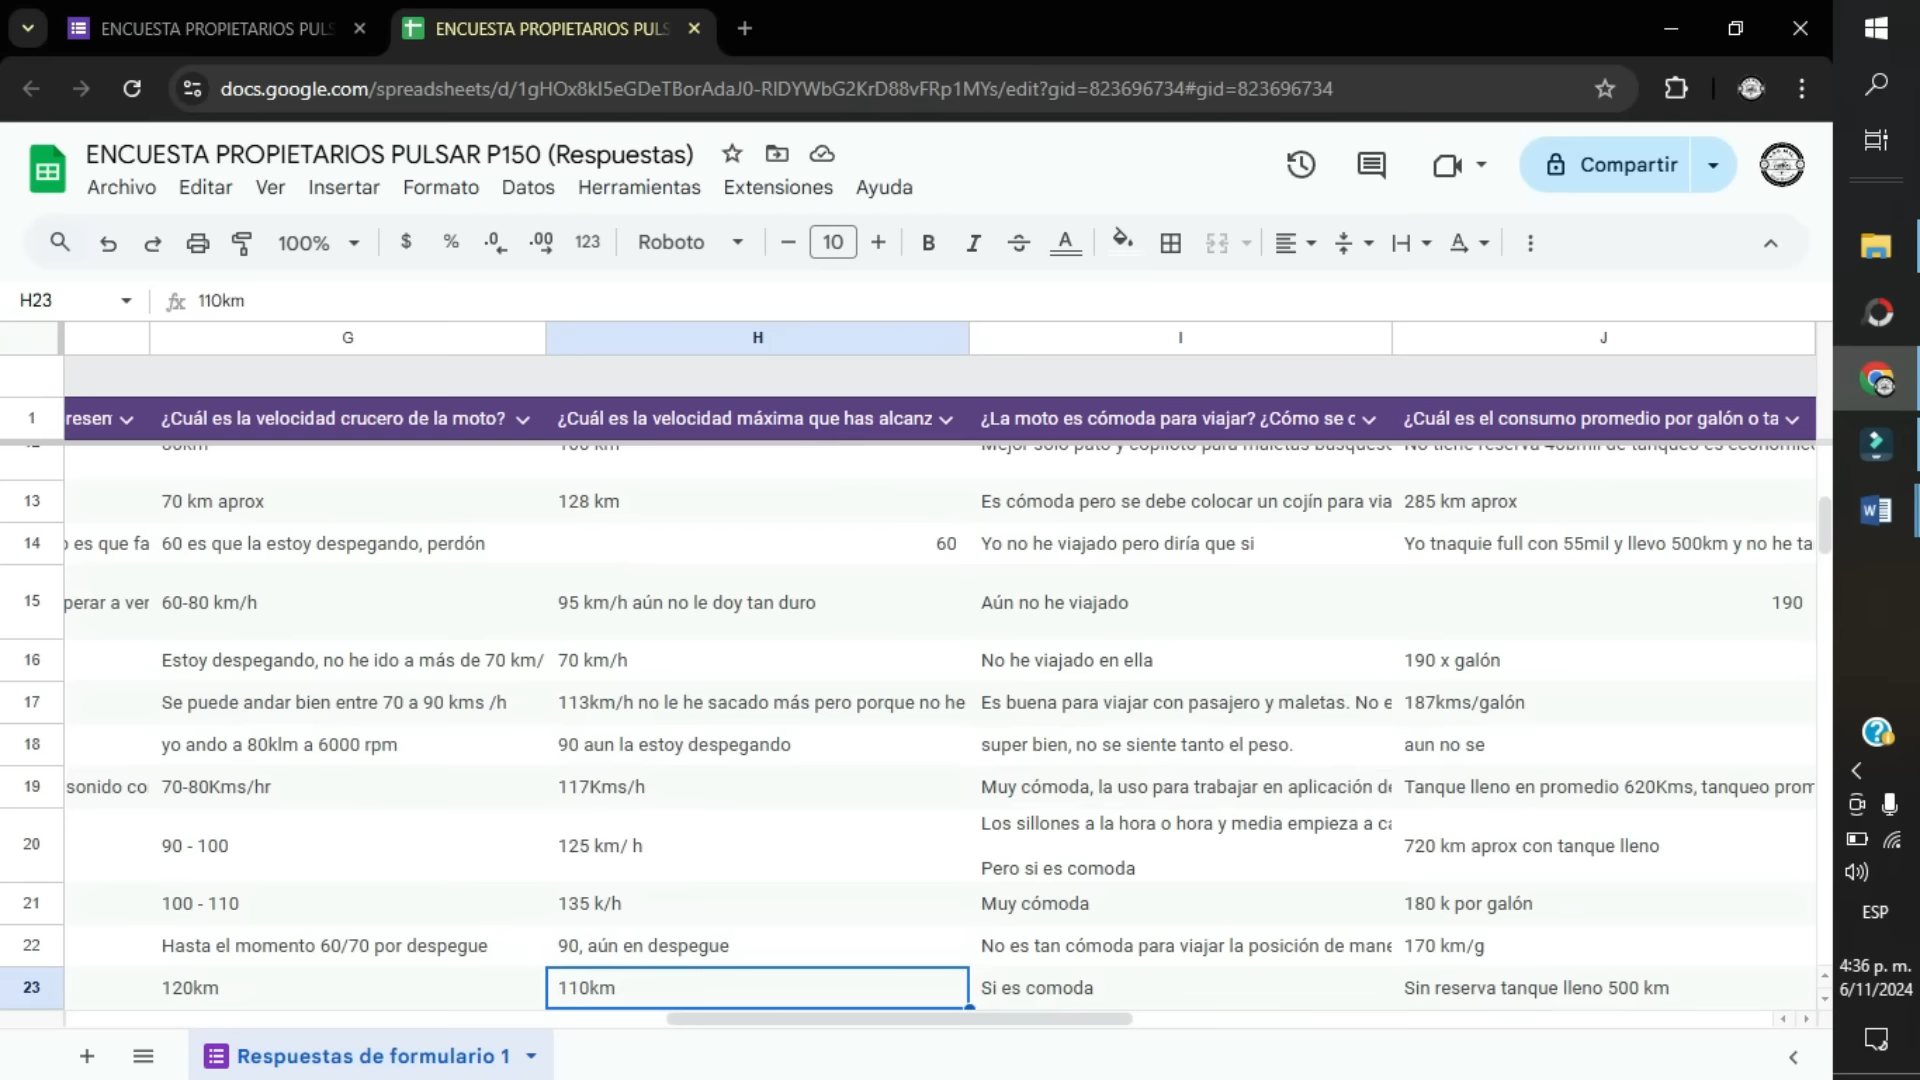 ENCUESTA PROPIETARIOS PULS
ENCUESTA PROPIETARIOS PULS
docs.google.com/spreadsheets/d/1gHOx8kI5eGDeTBorAdaJ0-RIDYWbG2KrD88vFRp1MYs/edit?gid=823696734#gid=823696734
ENCUESTA PROPIETARIOS PULSAR P150 (Respuestas)
Archivo Editar Ver Insertar Formato Datos Herramientas Extensiones Ayuda
Compartir
100% $ % .0 .00 123 Roboto 10 B I S A
H23 fx 110km
G H I J
1 resen ¿Cuál es la velocidad crucero de la moto? ¿Cuál es la velocidad máxima que has alcanz ¿La moto es cómoda para viajar? ¿Cómo se c ¿Cuál es el consumo promedio por galón o ta
13 70 km aprox 128 km Es cómoda pero se debe colocar un cojín para via 285 km aprox
14 o es que fa 60 es que la estoy despegando, perdón 60 Yo no he viajado pero diría que si Yo tnaquie full con 55mil y llevo 500km y no he ta
15 perar a ver 60-80 km/h 95 km/h aún no le doy tan duro Aún no he viajado 190
16 Estoy despegando, no he ido a más de 70 km/ 70 km/h No he viajado en ella 190 x galón
17 Se puede andar bien entre 70 a 90 kms /h 113km/h no le he sacado más pero porque no he Es buena para viajar con pasajero y maletas. No e 187kms/galón
18 yo ando a 80klm a 6000 rpm 90 aun la estoy despegando super bien, no se siente tanto el peso. aun no se
19 sonido co 70-80Kms/hr 117Kms/h Muy cómoda, la uso para trabajar en aplicación de Tanque lleno en promedio 620Kms, tanqueo prom
20 90 - 100 125 km/ h Los sillones a la hora o hora y media empieza a ca 720 km aprox con tanque lleno
Pero si es comoda
21 100 - 110 135 k/h Muy cómoda 180 k por galón
22 Hasta el momento 60/70 por despegue 90, aún en despegue No es tan cómoda para viajar la posición de mane 170 km/g
23 120km 110km Si es comoda Sin reserva tanque lleno 500 km
Respuestas de formulario 1
ESP
4:36 p. m.
6/11/2024